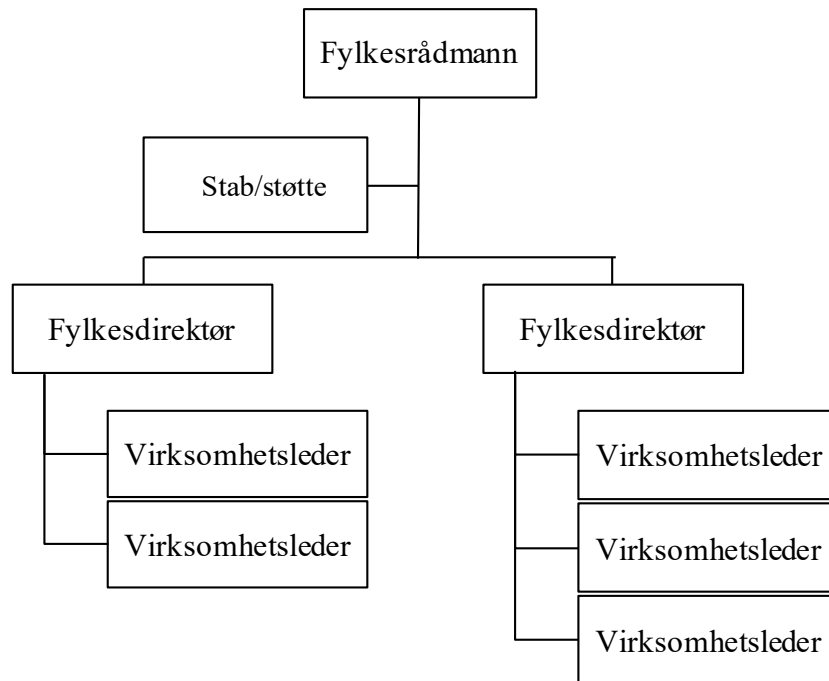 Fylkesrådmann
Stab/støtte
Fylkesdirektør
Virksomhetsleder
Virksomhetsleder
Fylkesdirektør
Virksomhetsleder
Virksomhetsleder
Virksomhetsleder